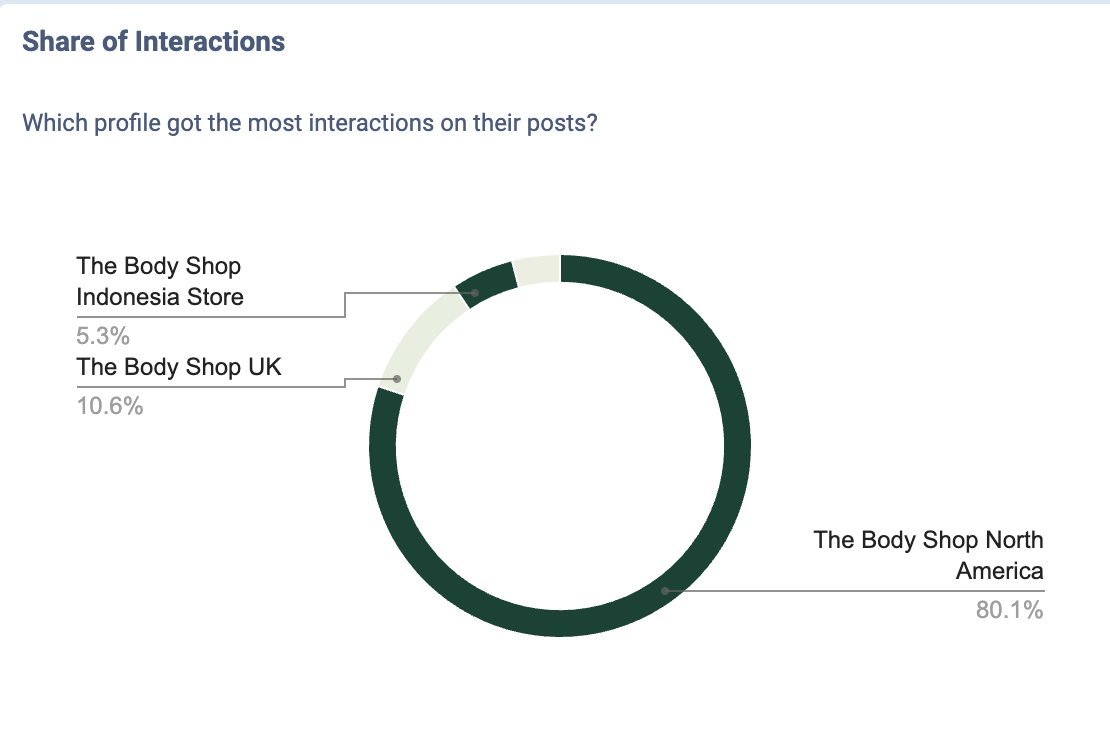 Share of Interactions
Which profile got the most interactions on their posts?
The Body Shop
Indonesia Store
5.3%
The Body Shop UK
10.6%
The Body Shop North
America
80.1%